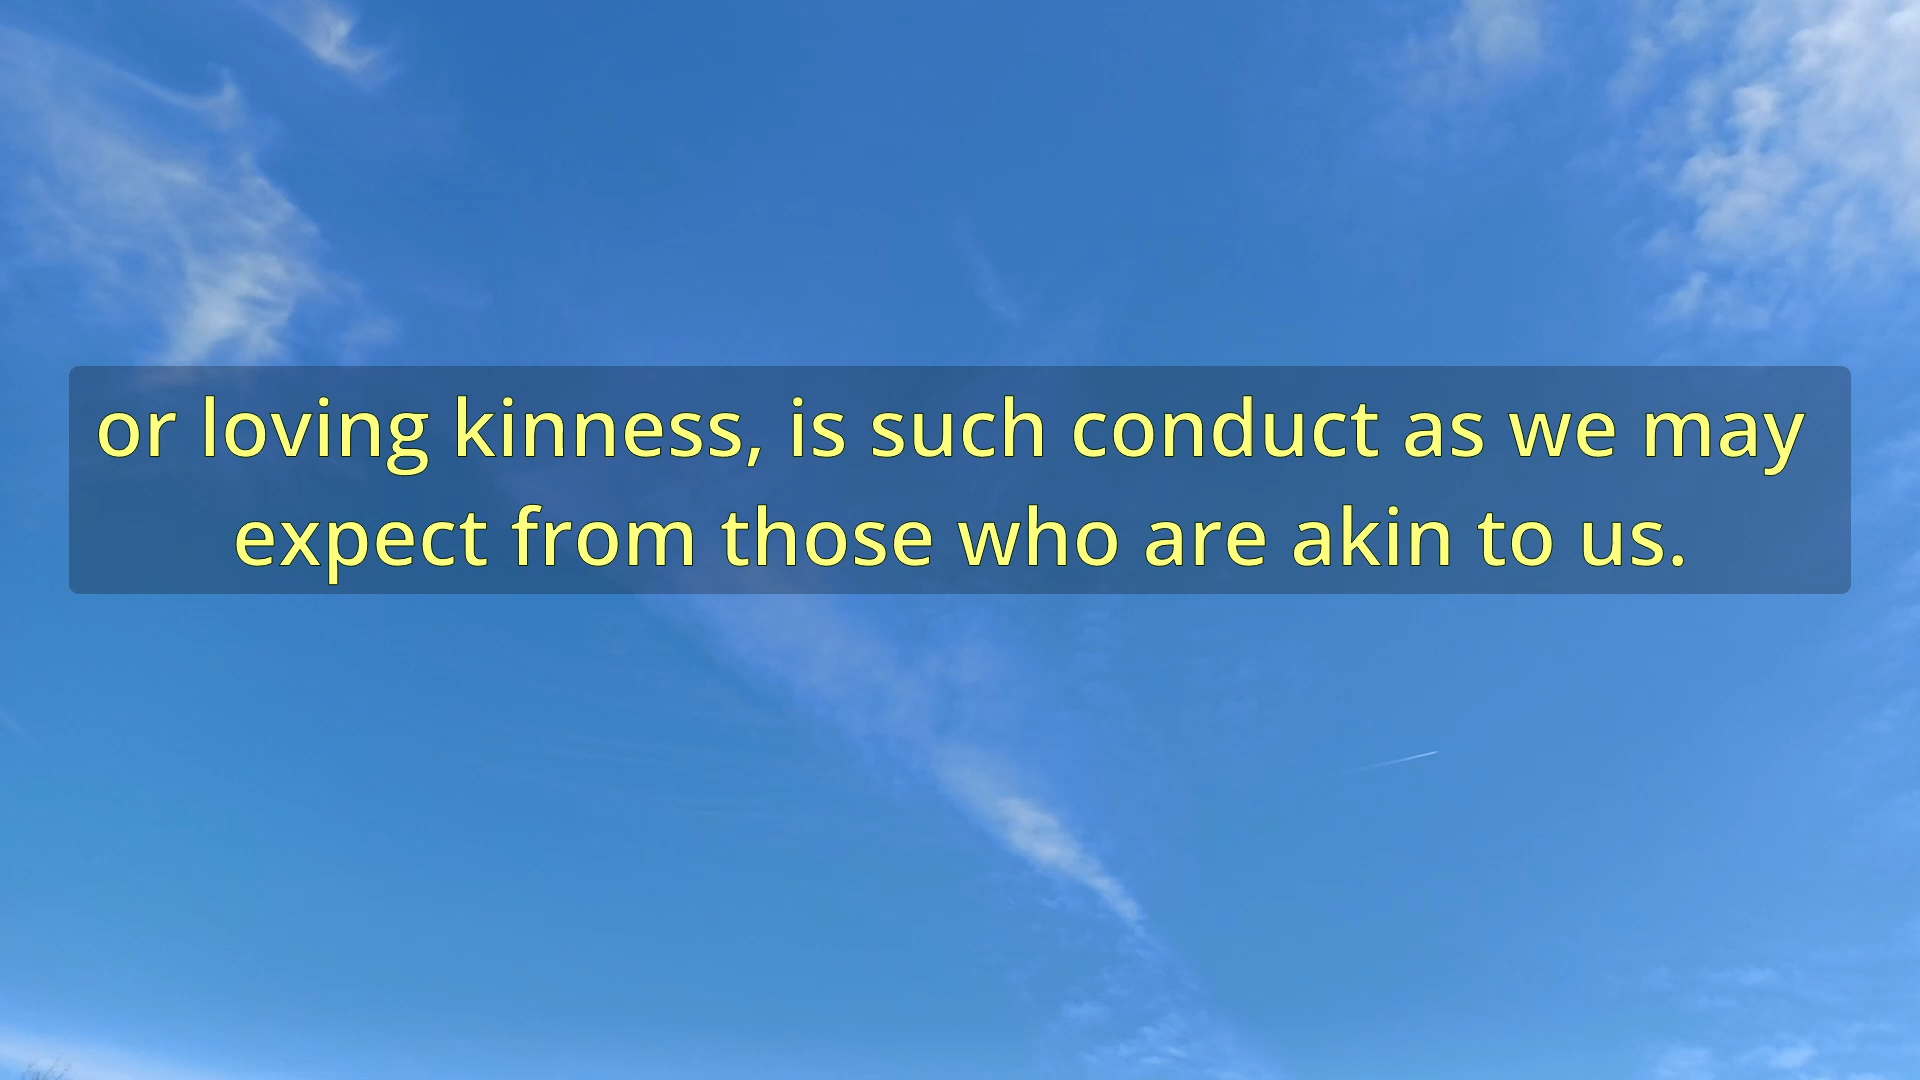 or loving kinness, is such conduct as we may
expect from those who are akin to us.